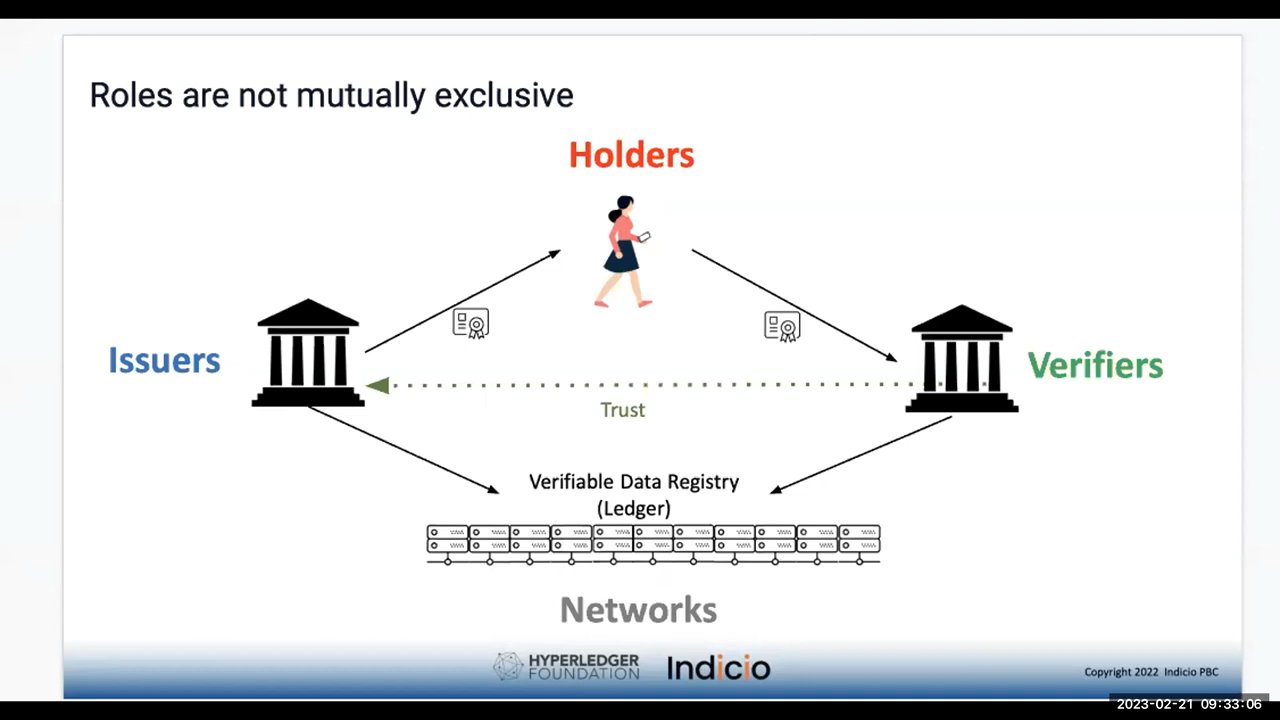 Roles are not mutually exclusive
Holders
Issuers
Verifiers
Trust
Verifiable Data Registry
(Ledger)
Networks
HYPERLEDGER
FOUNDATION
Indicio
Copyright 2022 Indicio PBC
2023-02-21 09:33:06